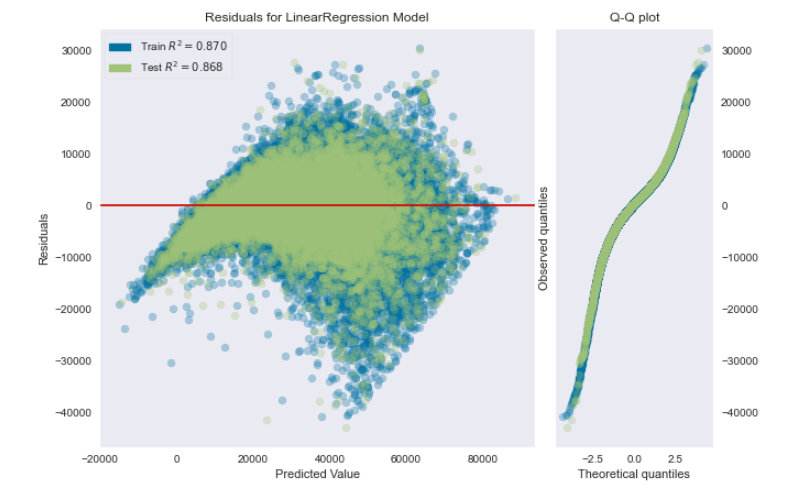 Residuals for LinearRegression Model
Train R² = 0.870
Test R² = 0.868
30000
20000
10000
0
−10000
−20000
−30000
−40000
Residuals
−20000 0 20000 40000 60000 80000
Predicted Value
Q-Q plot
Observed quantiles
30000
20000
10000
0
−10000
−20000
−30000
−40000
−2.5 0.0 2.5
Theoretical quantiles